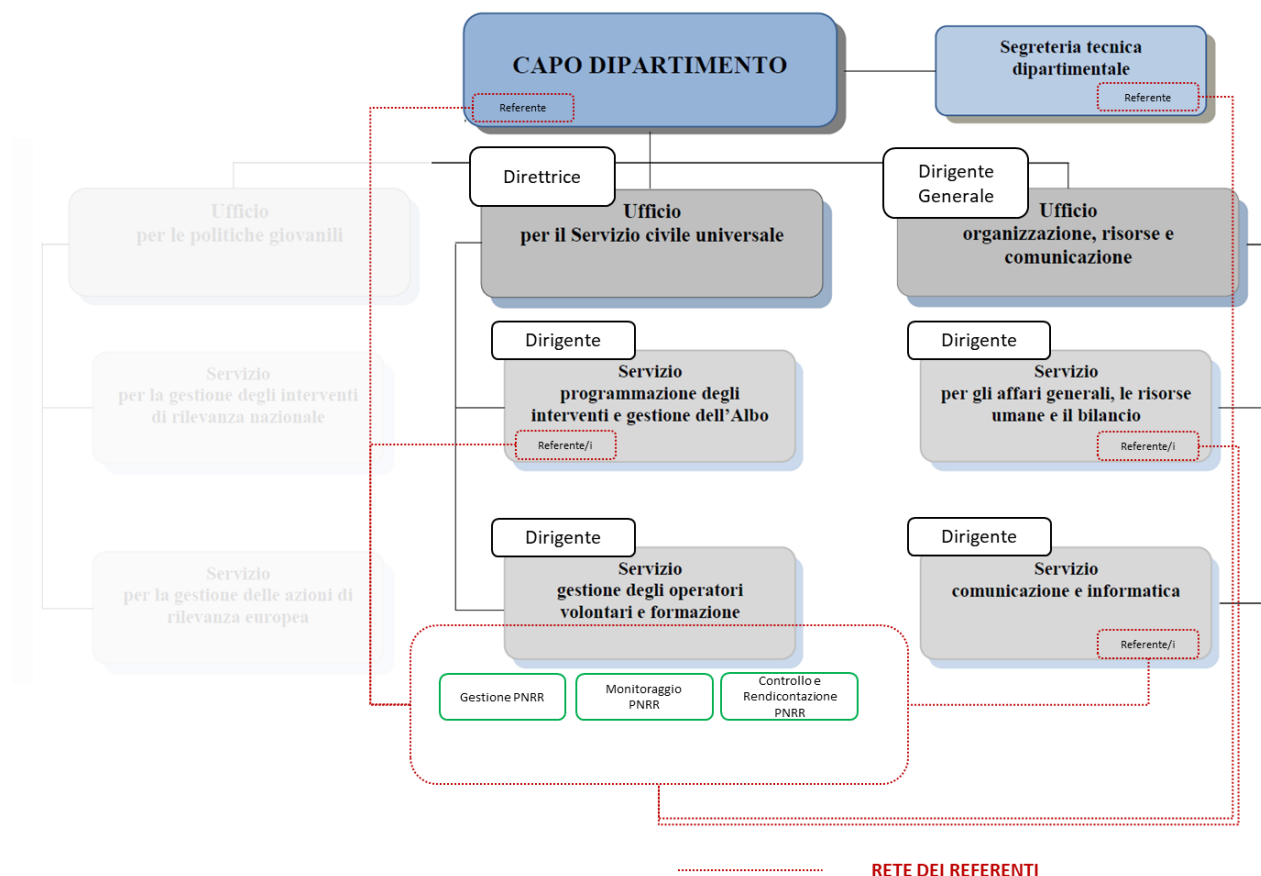 CAPO DIPARTIMENTO
Referente
Segreteria tecnica
dipartimentale
Referente
Direttrice
Dirigente
Generale
Ufficio
per le politiche giovanili
Ufficio
per il Servizio civile universale
Ufficio
organizzazione, risorse e
comunicazione
Dirigente
Dirigente
Servizio
per la gestione degli interventi
di rilevanza nazionale
Servizio
programmazione degli
interventi e gestione dell'Albo
Referente/i
Servizio
per gli affari generali, le risorse
umane e il bilancio
Referente/i
Dirigente
Dirigente
Servizio
per la gestione delle azioni di
rilevanza europea
Servizio
gestione degli operatori
volontari e formazione
Servizio
comunicazione e informatica
Referente/i
Gestione PNRR
Monitoraggio
PNRR
Controllo e
Rendicontazione
PNRR
RETE DEI REFERENTI